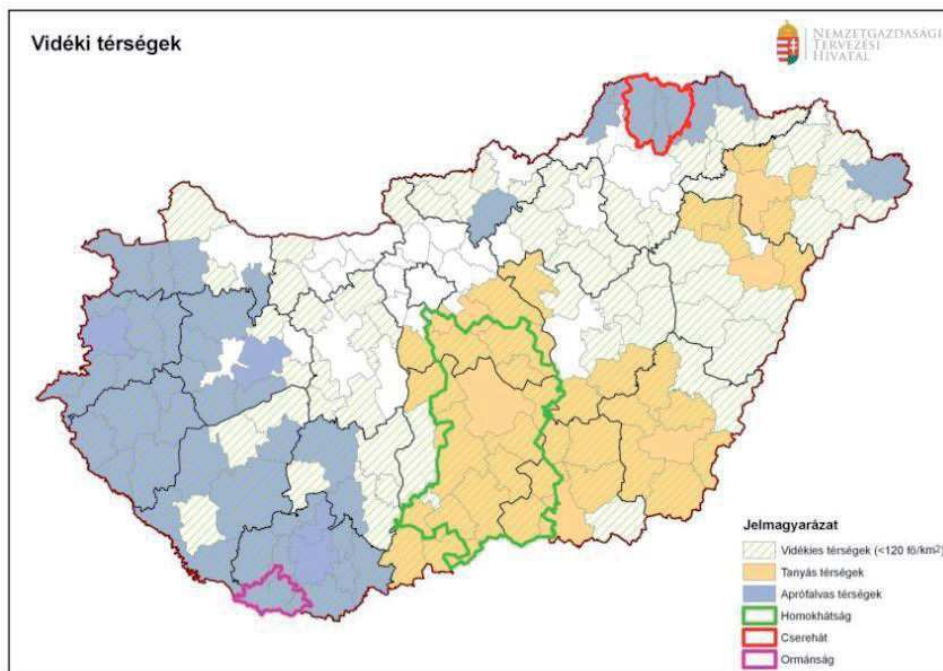 Vidéki térségek
NEMZETGAZDASÁGI
TERVEZÉSI
HIVATAL
Jelmagyarázat
Vidékies térségek (<120 fő/km2)
Tanyás térségek
Aprófalvas térségek
Homokhátság
Cserehát
Ormánság